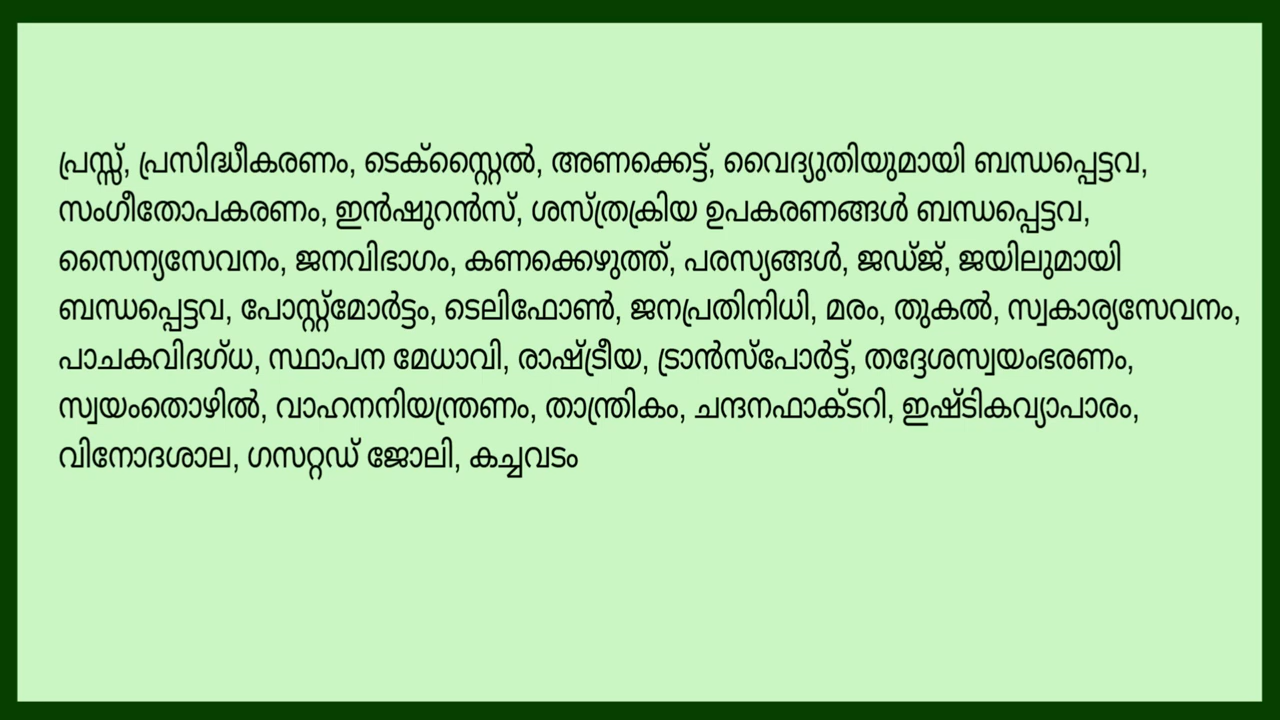 പ്രസ്സ്, പ്രസിദ്ധീകരണം, ടെക്സ്റ്റൈൽ, അണക്കെട്ട്, വൈദ്യുതിയുമായി ബന്ധപ്പെട്ടവ,
സംഗീതോപകരണം, ഇൻഷുറൻസ്, ശസ്ത്രക്രിയ ഉപകരണങ്ങൾ ബന്ധപ്പെട്ടവ,
സൈന്യസേവനം, ജനവിഭാഗം, കണക്കെഴുത്ത്, പരസ്യങ്ങൾ, ജഡ്ജ്, ജയിലുമായി
ബന്ധപ്പെട്ടവ, പോസ്റ്റ്മോർട്ടം, ടെലിഫോൺ, ജനപ്രതിനിധി, മരം, തുകൽ, സ്വകാര്യസേവനം,
പാചകവിദഗ്ധ, സ്ഥാപന മേധാവി, രാഷ്ട്രീയ, ട്രാൻസ്പോർട്ട്, തദ്ദേശസ്വയംഭരണം,
സ്വയംതൊഴിൽ, വാഹനനിയന്ത്രണം, താന്ത്രികം, ചന്ദനഫാക്ടറി, ഇഷ്ടികവ്യാപാരം,
വിനോദശാല, ഗസറ്റഡ് ജോലി, കച്ചവടം